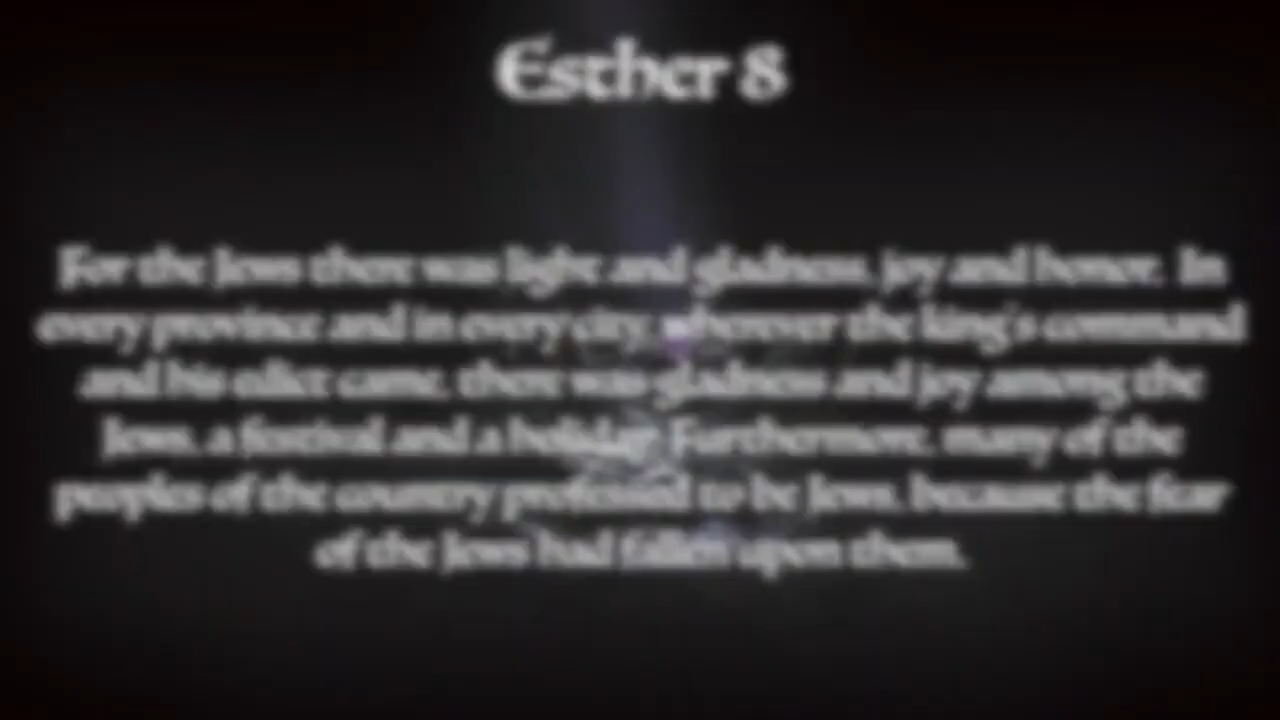 Esther 8
For the Jews there was light and gladness, joy and honor. In
every province and in every city, wherever the king's command
and his edict came, there was gladness and joy among the
Jews, a festival and a holiday. Furthermore, many of the
peoples of the country professed to be Jews, because the fear
of the Jews had fallen upon them.